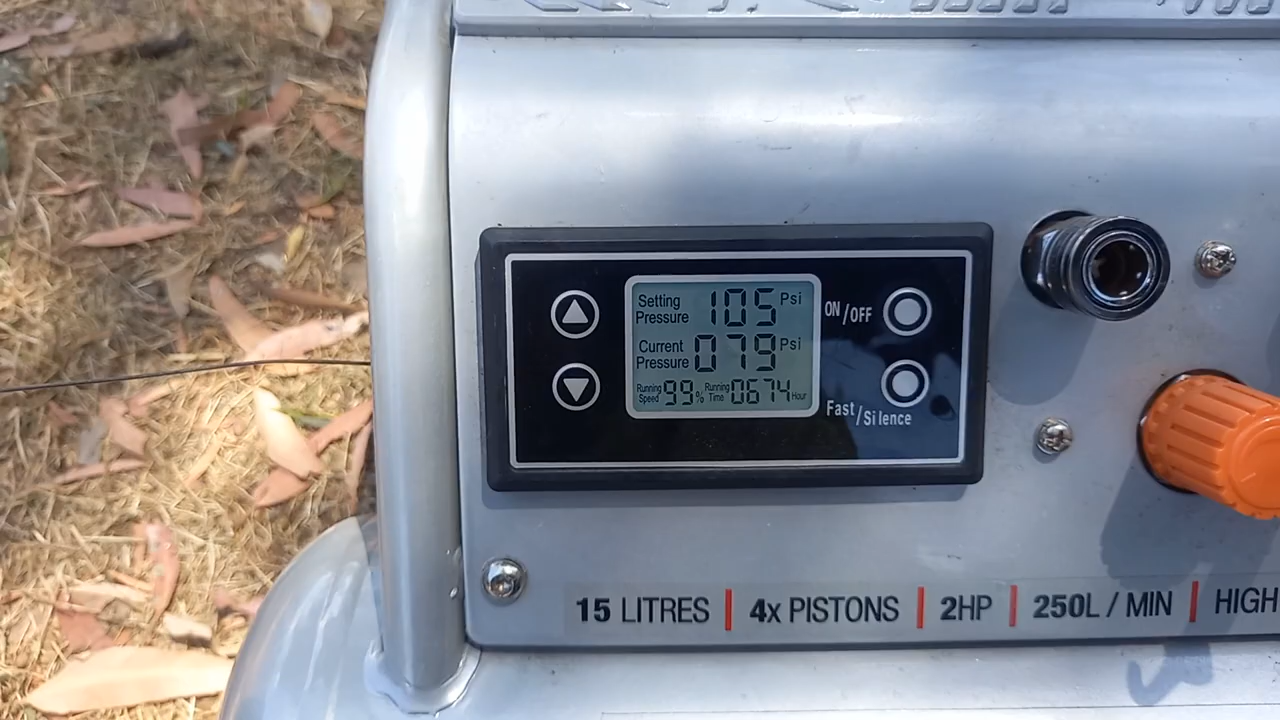 Setting Pressure 105 Psi
Current Pressure 079 Psi
Running Speed 99% Running Time 0674 Hour
ON/OFF
Fast/Silence
15 LITRES | 4x PISTONS | 2HP | 250L / MIN | HIGH